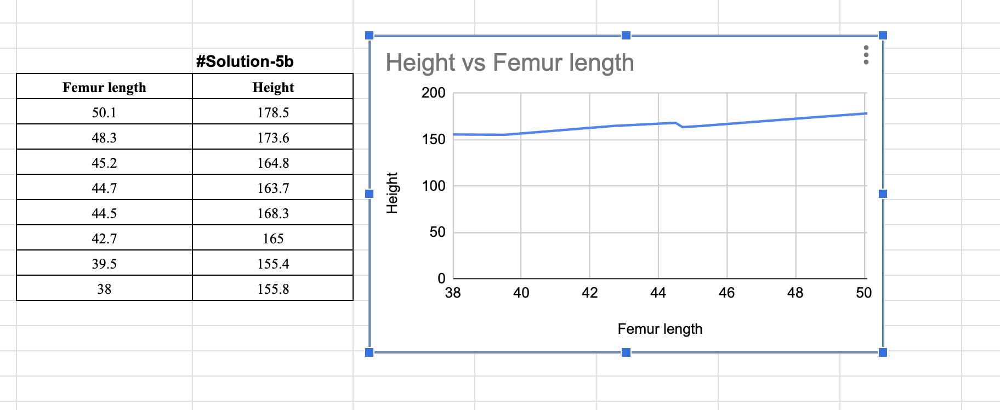 #Solution-5b
Femur length Height
50.1 178.5
48.3 173.6
45.2 164.8
44.7 163.7
44.5 168.3
42.7 165
39.5 155.4
38 155.8
Height vs Femur length
200
150
100
50
0
Height
38 40 42 44 46 48 50
Femur length